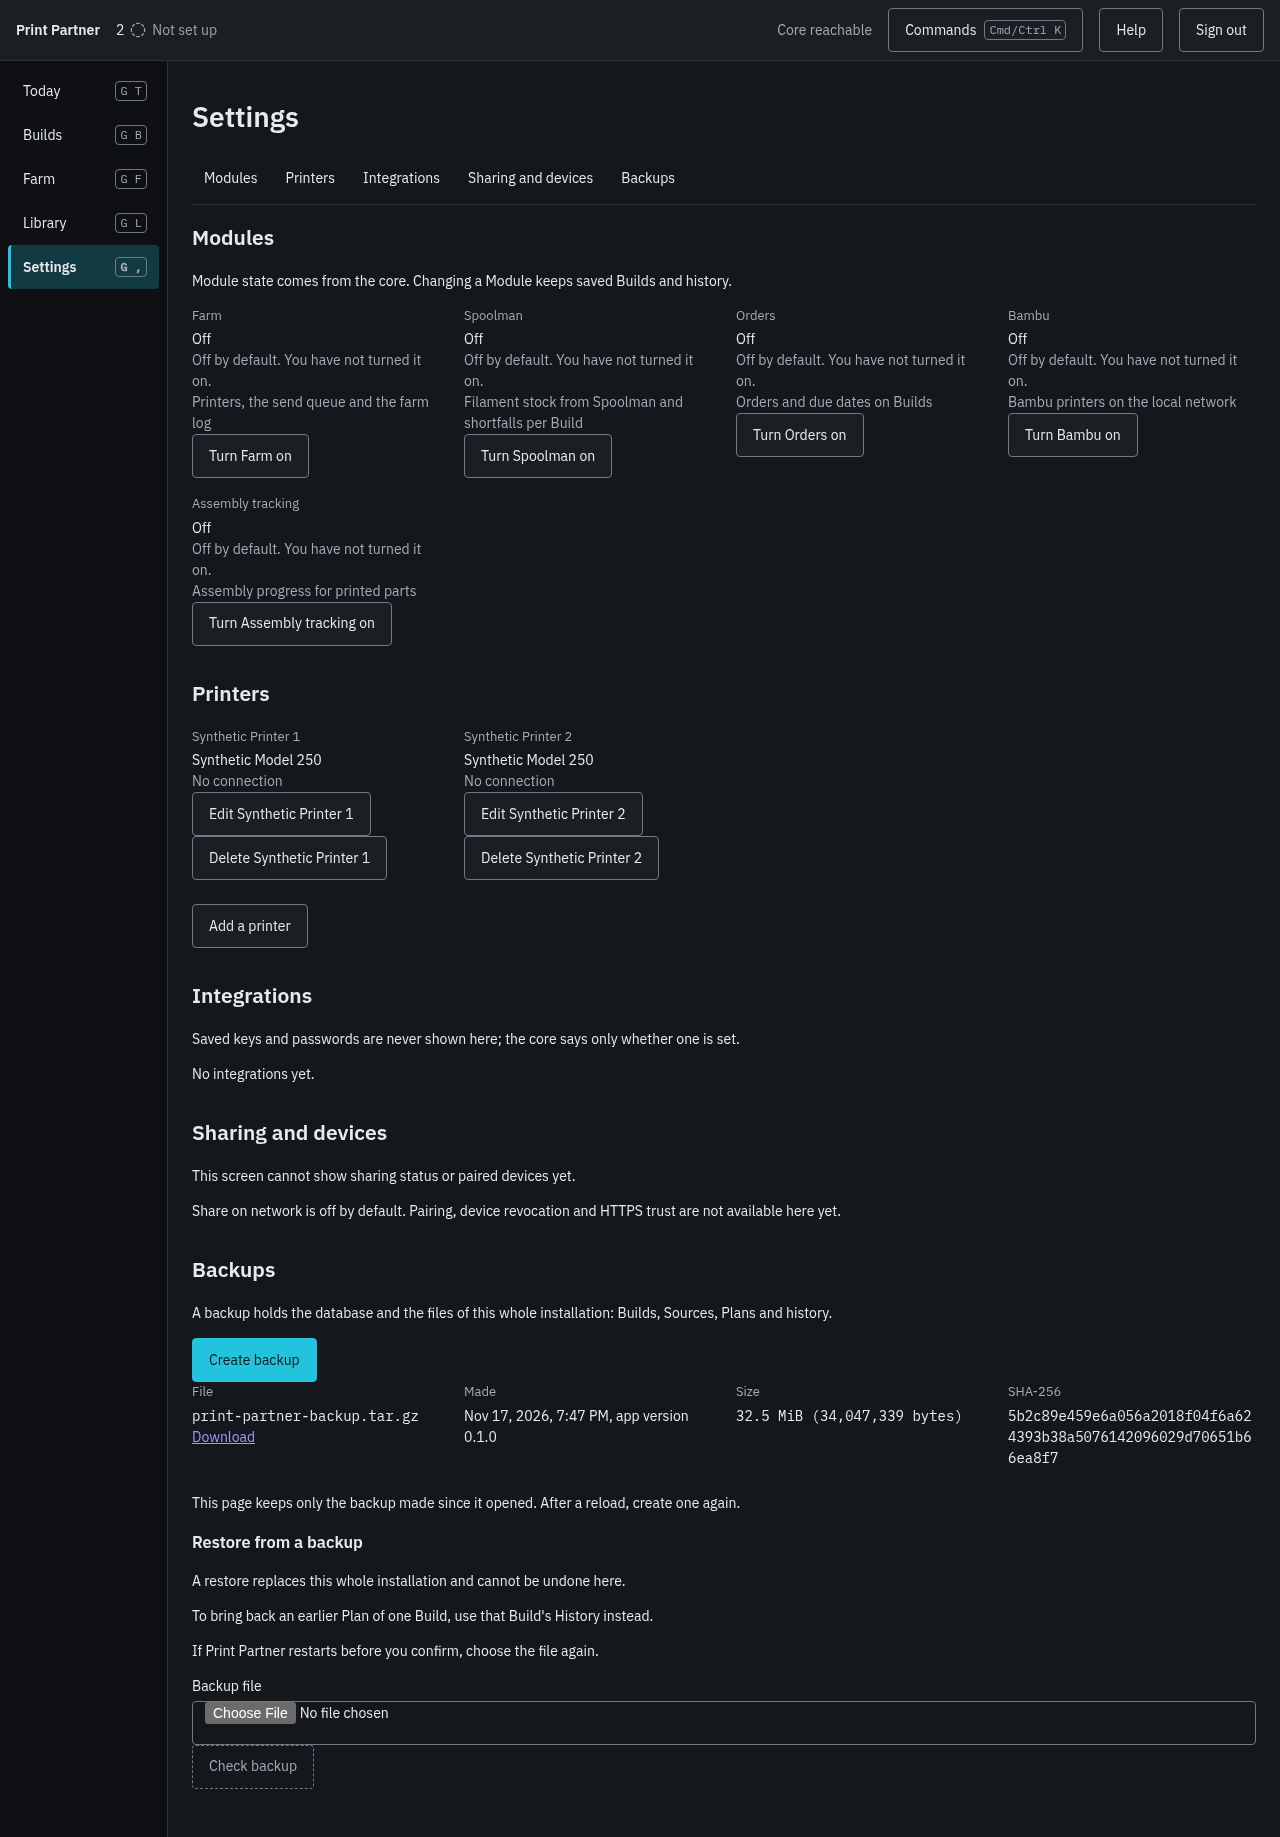 Print Partner 2 Not set up Core reachable Commands Cmd/Ctrl K Help Sign out
Today G T
Builds G B
Farm G F
Library G L
Settings G ,
Settings
Modules Printers Integrations Sharing and devices Backups
Modules
Module state comes from the core. Changing a Module keeps saved Builds and history.
Farm
Off
Off by default. You have not turned it
on.
Printers, the send queue and the farm
log
Turn Farm on
Spoolman
Off
Off by default. You have not turned it
on.
Filament stock from Spoolman and
shortfalls per Build
Turn Spoolman on
Orders
Off
Off by default. You have not turned it
on.
Orders and due dates on Builds
Turn Orders on
Bambu
Off
Off by default. You have not turned it
on.
Bambu printers on the local network
Turn Bambu on
Assembly tracking
Off
Off by default. You have not turned it
on.
Assembly progress for printed parts
Turn Assembly tracking on
Printers
Synthetic Printer 1
Synthetic Model 250
No connection
Edit Synthetic Printer 1
Delete Synthetic Printer 1
Synthetic Printer 2
Synthetic Model 250
No connection
Edit Synthetic Printer 2
Delete Synthetic Printer 2
Add a printer
Integrations
Saved keys and passwords are never shown here; the core says only whether one is set.
No integrations yet.
Sharing and devices
This screen cannot show sharing status or paired devices yet.
Share on network is off by default. Pairing, device revocation and HTTPS trust are not available here yet.
Backups
A backup holds the database and the files of this whole installation: Builds, Sources, Plans and history.
Create backup
File
print-partner-backup.tar.gz
Download
Made
Nov 17, 2026, 7:47 PM, app version
0.1.0
Size
32.5 MiB (34,047,339 bytes)
SHA-256
5b2c89e459e6a056a2018f04f6a62
4393b38a5076142096029d70651b6
6ea8f7
This page keeps only the backup made since it opened. After a reload, create one again.
Restore from a backup
A restore replaces this whole installation and cannot be undone here.
To bring back an earlier Plan of one Build, use that Build's History instead.
If Print Partner restarts before you confirm, choose the file again.
Backup file
Choose File No file chosen
Check backup